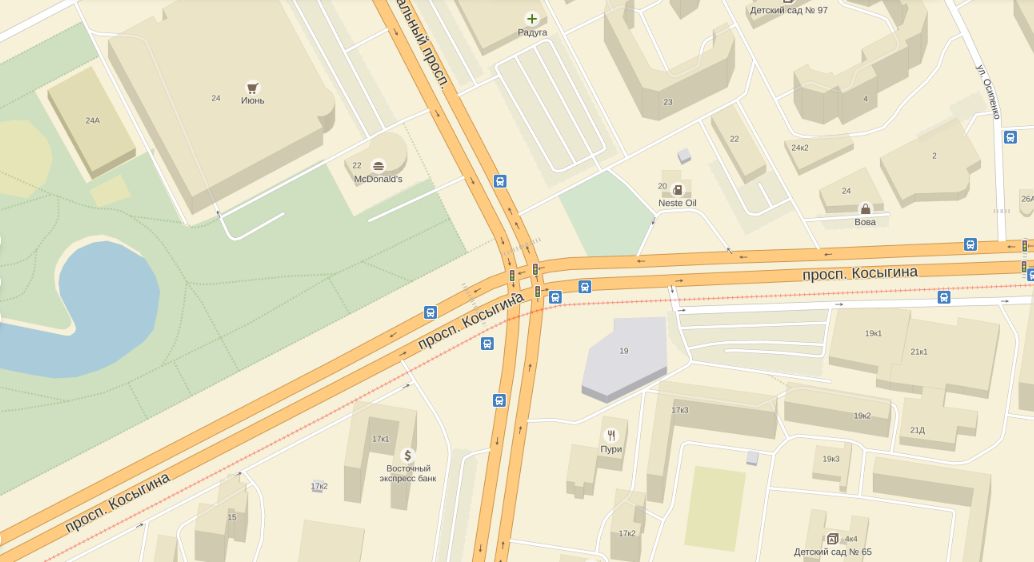 Детский сад № 97
альный просп.
Радуга
ул. Осипенко
24
Июнь
23
4
24А
22
24к2
2
22
McDonald's
20
Neste Oil
24
Вова
26А
просп. Косыгина
просп. Косыгина
19
19к1
21к1
17к3
19к2
21Д
17к1
Пури
Восточный
экспресс банк
19к3
17к2
просп. Косыгина
15
17к2
4к4
Детский сад № 65